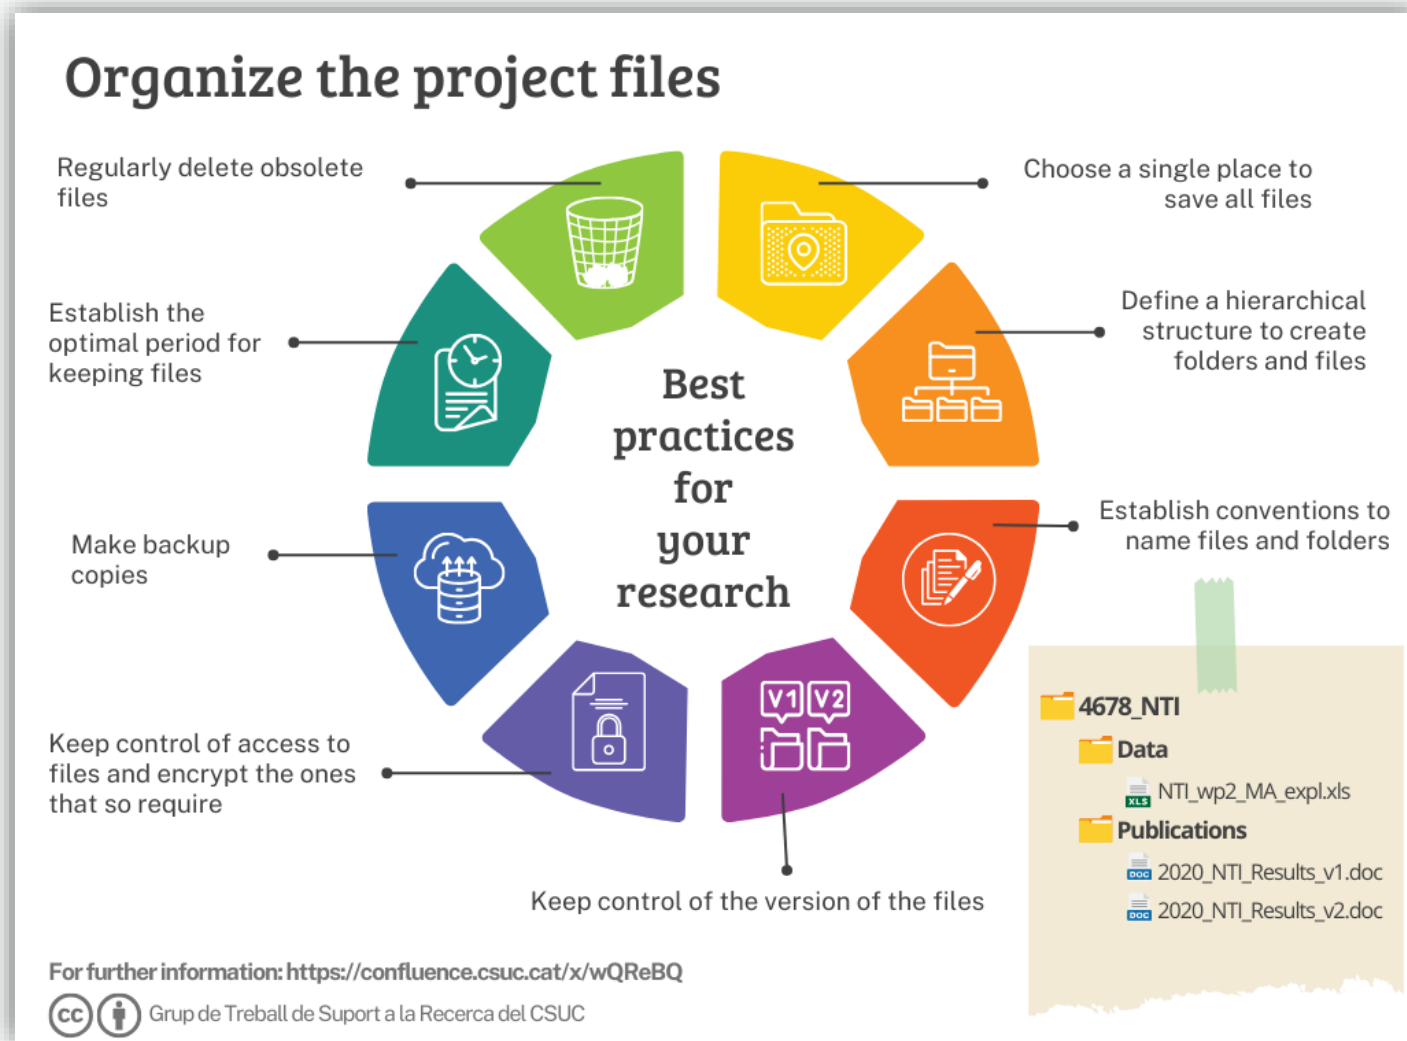 Organize the project files
Regularly delete obsolete
files
Choose a single place to
save all files
Establish the
optimal period for
keeping files
Define a hierarchical
structure to create
folders and files
Best
practices
for
your
research
Make backup
copies
Establish conventions to
name files and folders
V1 V2
Keep control of access to
files and encrypt the ones
that so require
Keep control of the version of the files
4678_NTI
Data
XLS NTI_wp2_MA_expl.xls
Publications
DOC 2020_NTI_Results_v1.doc
DOC 2020_NTI_Results_v2.doc
For further information: https://confluence.csuc.cat/x/wQReBQ
cc Grup de Treball de Suport a la Recerca del CSUC